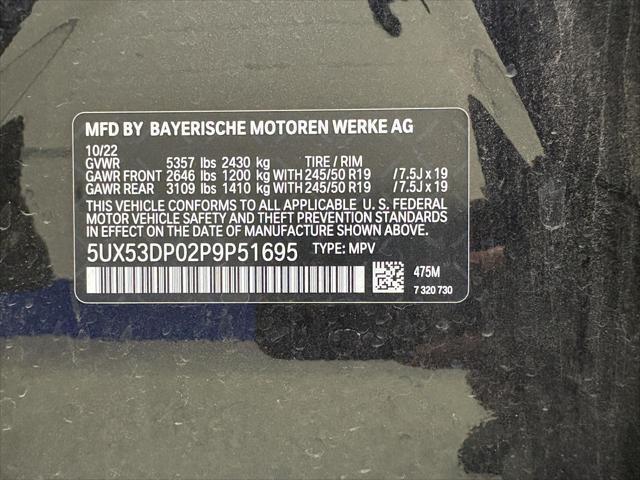 MFD BY BAYERISCHE MOTOREN WERKE AG
10/22
GVWR 5357 lbs 2430 kg TIRE / RIM
GAWR FRONT 2646 lbs 1200 kg WITH 245/50 R19 /7.5J x 19
GAWR REAR 3109 lbs 1410 kg WITH 245/50 R19 /7.5J x 19
THIS VEHICLE CONFORMS TO ALL APPLICABLE U. S. FEDERAL
MOTOR VEHICLE SAFETY AND THEFT PREVENTION STANDARDS
IN EFFECT ON THE DATE OF MANUFACTURE SHOWN ABOVE.
5UX53DP02P9P51695 TYPE: MPV
475M
7 320 730